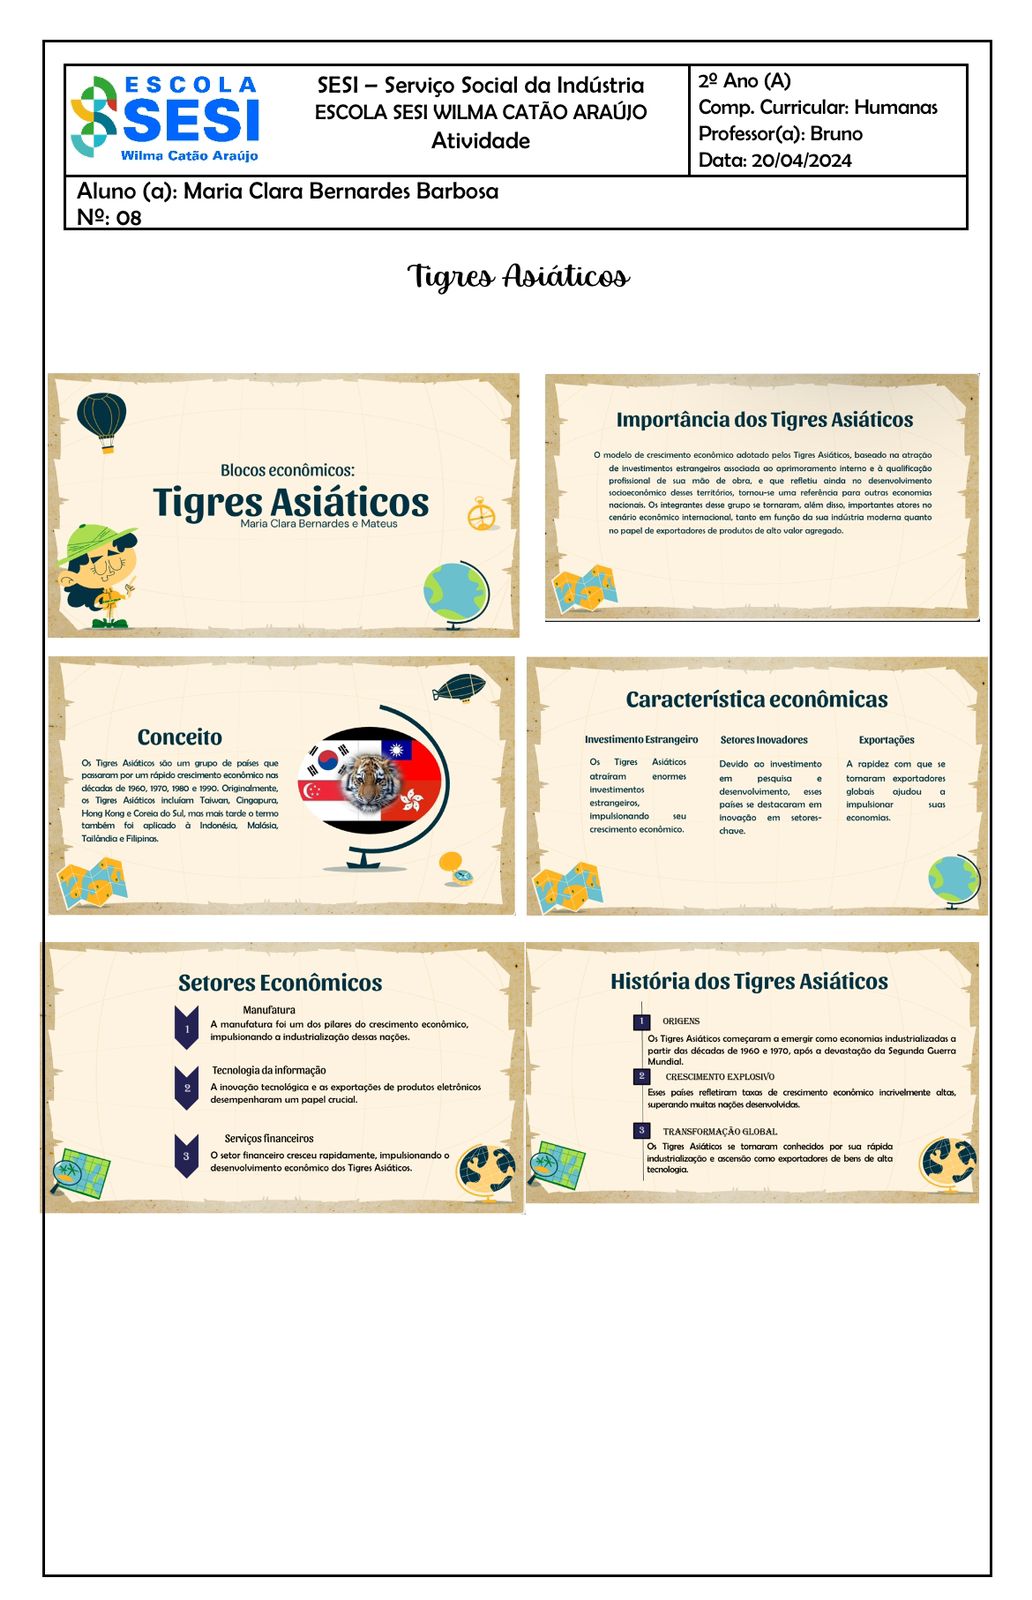 ESCOLA
SESI
Wilma Catão Araújo
SESI – Serviço Social da Indústria
ESCOLA SESI WILMA CATÃO ARAÚJO
Atividade
2º Ano (A)
Comp. Curricular: Humanas
Professor(a): Bruno
Data: 20/04/2024
Aluno (a): Maria Clara Bernardes Barbosa
Nº: 08
Tigres Asiáticos
Blocos econômicos:
Tigres Asiáticos
Maria Clara Bernardes e Mateus
Importância dos Tigres Asiáticos
O modelo de crescimento econômico adotado pelos Tigres Asiáticos, baseado na atração
de investimentos estrangeiros associada ao aprimoramento interno e à qualificação
profissional de sua mão de obra, e que refletiu ainda no desenvolvimento
socioeconômico desses territórios, tornou-se uma referência para outras economias
nacionais. Os integrantes desse grupo se tornaram, além disso, importantes atores no
cenário econômico internacional, tanto em função da sua indústria moderna quanto
no papel de exportadores de produtos de alto valor agregado.
Conceito
Os Tigres Asiáticos são um grupo de países que
passaram por um rápido crescimento econômico nas
décadas de 1960, 1970, 1980 e 1990. Originalmente,
os Tigres Asiáticos incluíam Taiwan, Cingapura,
Hong Kong e Coreia do Sul, mas mais tarde o termo
também foi aplicado à Indonésia, Malásia,
Tailândia e Filipinas.
Característica econômicas
Investimento Estrangeiro
Os Tigres Asiáticos
atraíram enormes
investimentos
estrangeiros,
impulsionando seu
crescimento econômico.
Setores Inovadores
Devido ao investimento
em pesquisa e
desenvolvimento, esses
países se destacaram em
inovação em setores-
chave.
Exportações
A rapidez com que se
tornaram exportadores
globais ajudou a
impulsionar suas
economias.
Setores Econômicos
1
Manufatura
A manufatura foi um dos pilares do crescimento econômico,
impulsionando a industrialização dessas nações.
2
Tecnologia da informação
A inovação tecnológica e as exportações de produtos eletrônicos
desempenharam um papel crucial.
3
Serviços financeiros
O setor financeiro cresceu rapidamente, impulsionando o
desenvolvimento econômico dos Tigres Asiáticos.
História dos Tigres Asiáticos
1 ORIGENS
Os Tigres Asiáticos começaram a emergir como economias industrializadas a
partir das décadas de 1960 e 1970, após a devastação da Segunda Guerra
Mundial.
2 CRESCIMENTO EXPLOSIVO
Esses países refletiram taxas de crescimento econômico incrivelmente altas,
superando muitas nações desenvolvidas.
3 TRANSFORMAÇÃO GLOBAL
Os Tigres Asiáticos se tornaram conhecidos por sua rápida
industrialização e ascensão como exportadores de bens de alta
tecnologia.